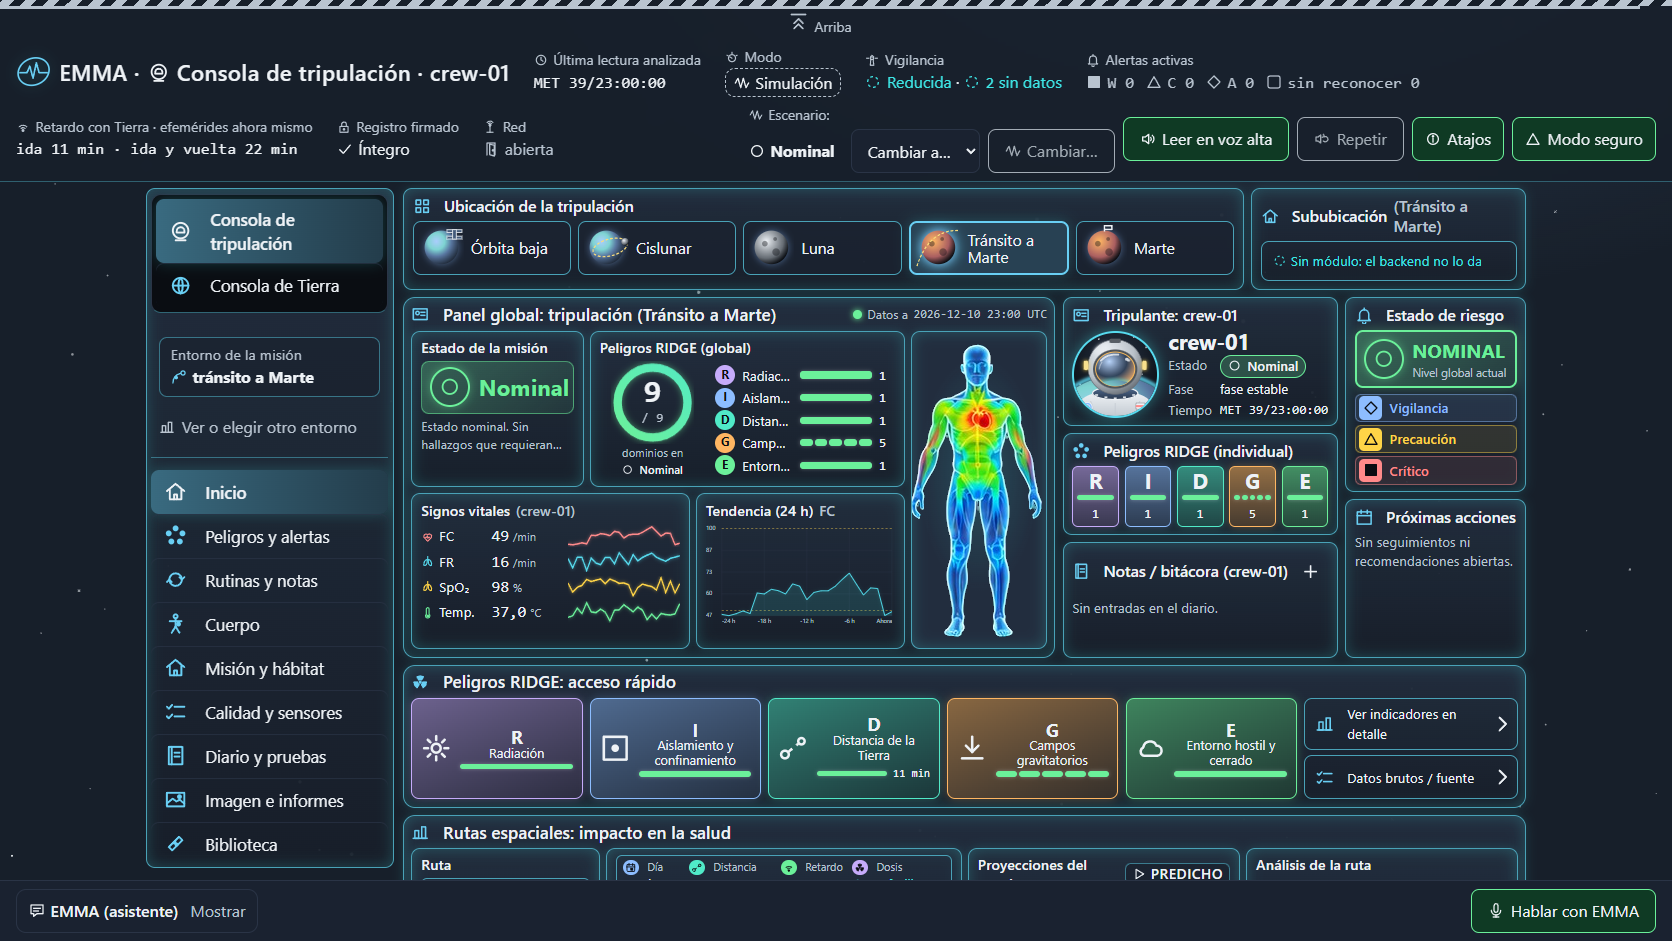 Arriba
EMMA · Consola de tripulación · crew-01
Última lectura analizada
MET 39/23:00:00
Modo
Simulación
Vigilancia
Reducida · 2 sin datos
Alertas activas
W 0 C 0 A 0 sin reconocer 0
Retardo con Tierra · efemérides ahora mismo
ida 11 min · ida y vuelta 22 min
Registro firmado
Íntegro
Red
abierta
Escenario:
Nominal
Cambiar a...
Cambiar...
Leer en voz alta
Repetir
Atajos
Modo seguro
Consola de
tripulación
Consola de Tierra
Entorno de la misión
tránsito a Marte
Ver o elegir otro entorno
Inicio
Peligros y alertas
Rutinas y notas
Cuerpo
Misión y hábitat
Calidad y sensores
Diario y pruebas
Imagen e informes
Biblioteca
Ubicación de la tripulación
Órbita baja
Cislunar
Luna
Tránsito a
Marte
Marte
Sububicación (Tránsito a
Marte)
Sin módulo: el backend no lo da
Panel global: tripulación (Tránsito a Marte)
Datos a 2026-12-10 23:00 UTC
Estado de la misión
Nominal
Estado nominal. Sin
hallazgos que requieran...
Peligros RIDGE (global)
9
/ 9
dominios en
Nominal
R Radiac... 1
I Aislam... 1
D Distan... 1
G Camp... 5
E Entorn... 1
Signos vitales (crew-01)
FC 49 /min
FR 16 /min
SpO₂ 98 %
Temp. 37,0 °C
Tendencia (24 h) FC
100
87
73
60
47
-24 h -18 h -12 h -6 h Ahora
Tripulante: crew-01
crew-01
Estado Nominal
Fase fase estable
Tiempo MET 39/23:00:00
Peligros RIDGE (individual)
R I D G E
1 1 1 5 1
Notas / bitácora (crew-01) +
Sin entradas en el diario.
Estado de riesgo
NOMINAL
Nivel global actual
Vigilancia
Precaución
Crítico
Próximas acciones
Sin seguimientos ni
recomendaciones abiertas.
Peligros RIDGE: acceso rápido
R
Radiación
I
Aislamiento y
confinamiento
D
Distancia de la
Tierra
11 min
G
Campos
gravitatorios
E
Entorno hostil y
cerrado
Ver indicadores en
detalle
Datos brutos / fuente
Rutas espaciales: impacto en la salud
Ruta
Día Distancia Retardo Dosis
Proyecciones del
PREDICHO
Análisis de la ruta
EMMA (asistente) Mostrar
Hablar con EMMA